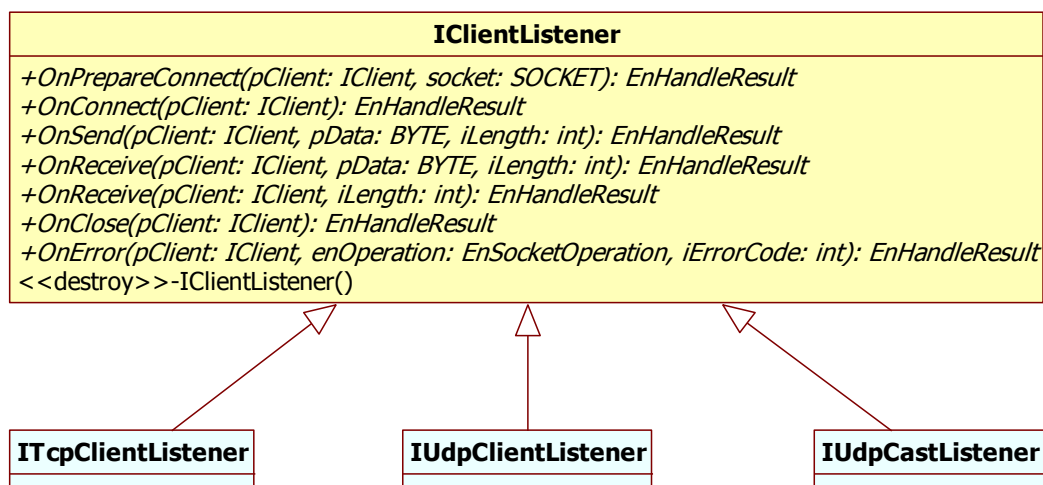 IClientListener
+OnPrepareConnect(pClient: IClient, socket: SOCKET): EnHandleResult
+OnConnect(pClient: IClient): EnHandleResult
+OnSend(pClient: IClient, pData: BYTE, iLength: int): EnHandleResult
+OnReceive(pClient: IClient, pData: BYTE, iLength: int): EnHandleResult
+OnReceive(pClient: IClient, iLength: int): EnHandleResult
+OnClose(pClient: IClient): EnHandleResult
+OnError(pClient: IClient, enOperation: EnSocketOperation, iErrorCode: int): EnHandleResult
<<destroy>>-IClientListener()
ITcpClientListener IUdpClientListener IUdpCastListener